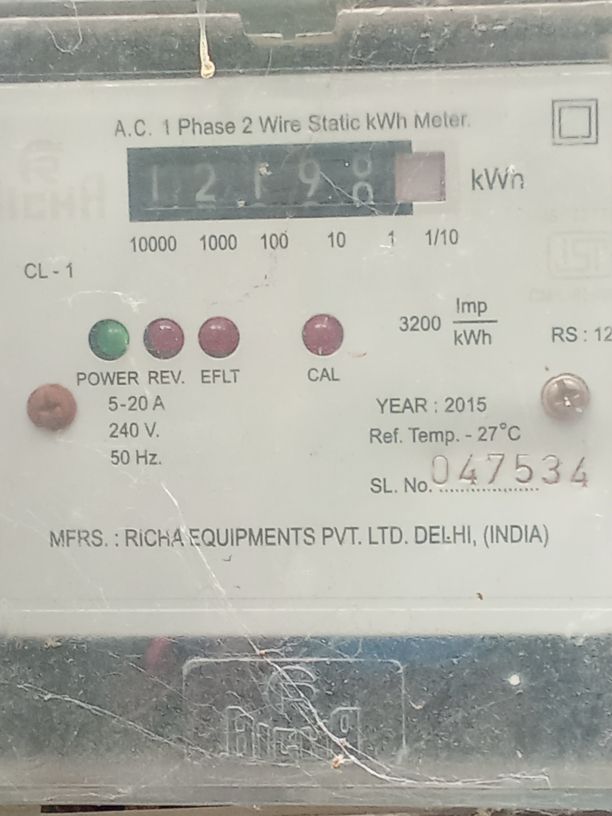 A.C. 1 Phase 2 Wire Static kWh Meter.
kWh
10000 1000 100 10 1 1/10
CL - 1
3200 Imp/kWh
RS : 12
POWER REV. EFLT CAL
5-20 A
240 V.
50 Hz.
YEAR : 2015
Ref. Temp. - 27°C
SL. No. 047534
MFRS. : RiCHA EQUIPMENTS PVT. LTD. DELHI, (INDIA)
RiCHA